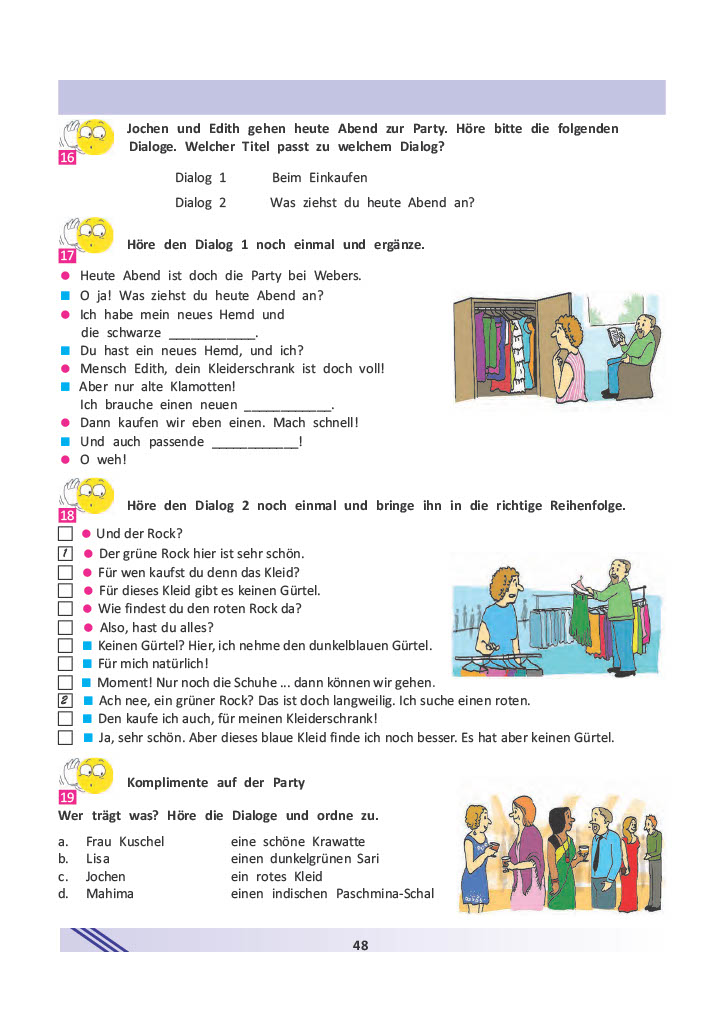 16
Jochen und Edith gehen heute Abend zur Party. Höre bitte die folgenden
Dialoge. Welcher Titel passt zu welchem Dialog?
Dialog 1 Beim Einkaufen
Dialog 2 Was ziehst du heute Abend an?
17
Höre den Dialog 1 noch einmal und ergänze.
● Heute Abend ist doch die Party bei Webers.
■ O ja! Was ziehst du heute Abend an?
● Ich habe mein neues Hemd und
die schwarze ____________.
■ Du hast ein neues Hemd, und ich?
● Mensch Edith, dein Kleiderschrank ist doch voll!
■ Aber nur alte Klamotten!
Ich brauche einen neuen ____________.
● Dann kaufen wir eben einen. Mach schnell!
■ Und auch passende ____________!
● O weh!
18
Höre den Dialog 2 noch einmal und bringe ihn in die richtige Reihenfolge.
● Und der Rock?
1 ● Der grüne Rock hier ist sehr schön.
● Für wen kaufst du denn das Kleid?
● Für dieses Kleid gibt es keinen Gürtel.
● Wie findest du den roten Rock da?
● Also, hast du alles?
■ Keinen Gürtel? Hier, ich nehme den dunkelblauen Gürtel.
■ Für mich natürlich!
■ Moment! Nur noch die Schuhe ... dann können wir gehen.
2 ■ Ach nee, ein grüner Rock? Das ist doch langweilig. Ich suche einen roten.
■ Den kaufe ich auch, für meinen Kleiderschrank!
■ Ja, sehr schön. Aber dieses blaue Kleid finde ich noch besser. Es hat aber keinen Gürtel.
19
Komplimente auf der Party
Wer trägt was? Höre die Dialoge und ordne zu.
a. Frau Kuschel eine schöne Krawatte
b. Lisa einen dunkelgrünen Sari
c. Jochen ein rotes Kleid
d. Mahima einen indischen Paschmina-Schal
48